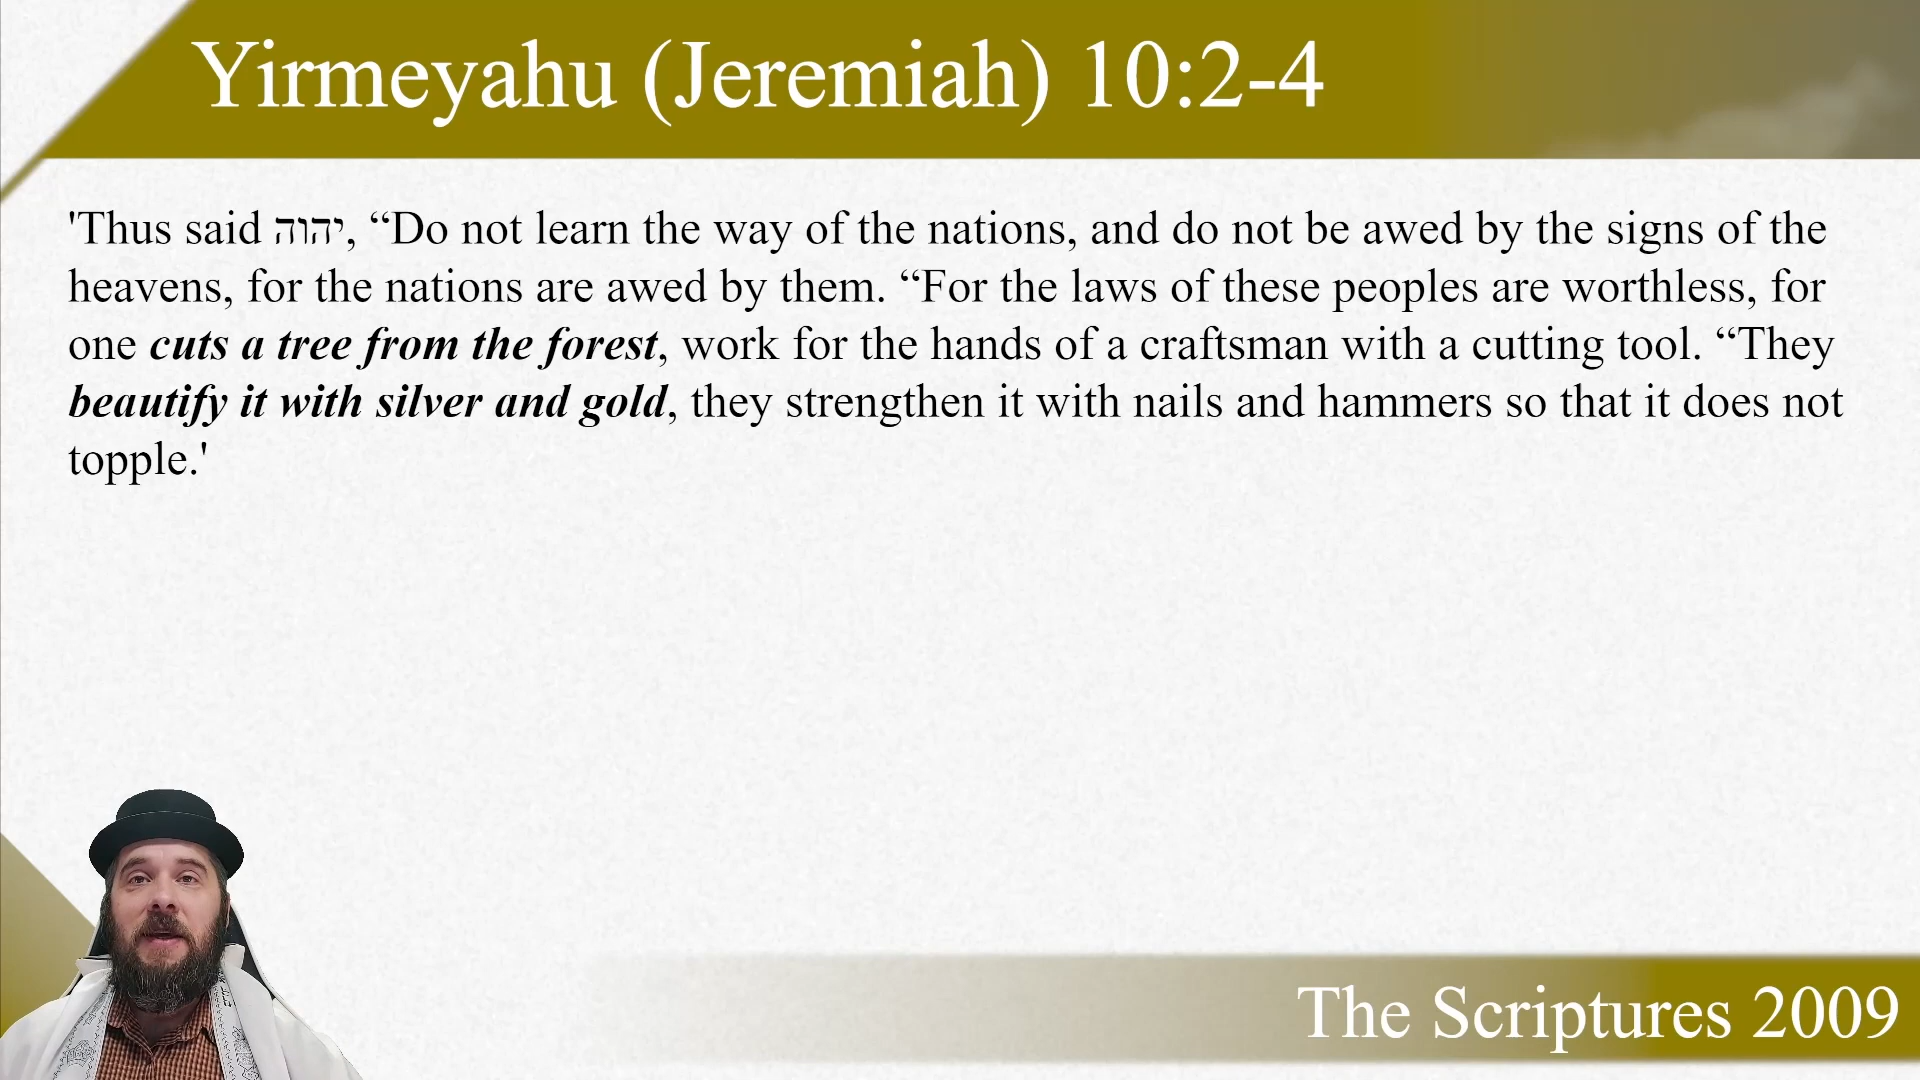 Yirmeyahu (Jeremiah) 10:2-4
'Thus said יהוה, “Do not learn the way of the nations, and do not be awed by the signs of the
heavens, for the nations are awed by them. “For the laws of these peoples are worthless, for
one cuts a tree from the forest, work for the hands of a craftsman with a cutting tool. “They
beautify it with silver and gold, they strengthen it with nails and hammers so that it does not
topple.'
The Scriptures 2009